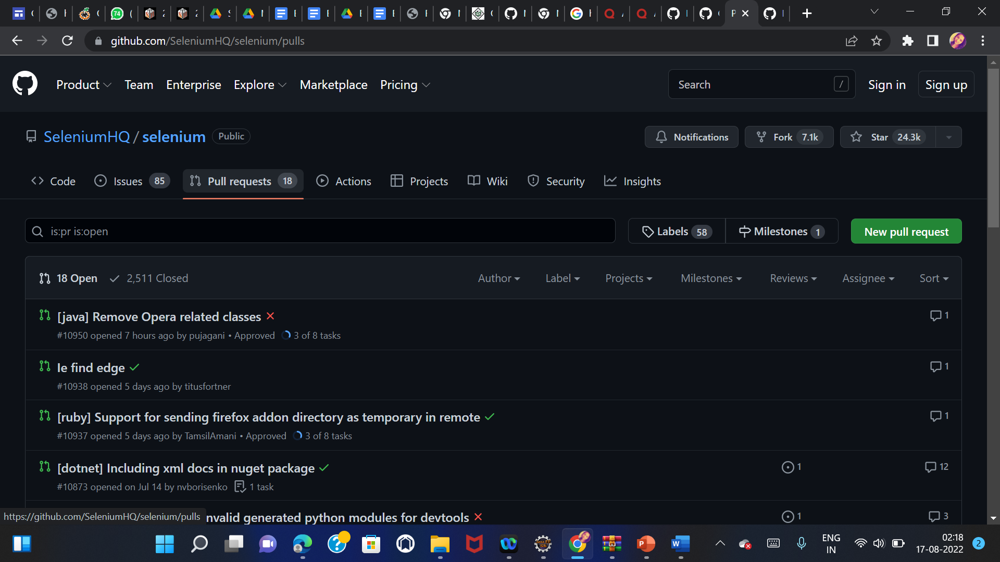 github.com/SeleniumHQ/selenium/pulls
Product Team Enterprise Explore Marketplace Pricing Search / Sign in Sign up
SeleniumHQ / selenium Public Notifications Fork 7.1k Star 24.3k
Code Issues 85 Pull requests 18 Actions Projects Wiki Security Insights
is:pr is:open Labels 58 Milestones 1 New pull request
18 Open 2,511 Closed Author Label Projects Milestones Reviews Assignee Sort
[java] Remove Opera related classes 1
#10950 opened 7 hours ago by pujagani • Approved 3 of 8 tasks
Ie find edge 1
#10938 opened 5 days ago by titusfortner
[ruby] Support for sending firefox addon directory as temporary in remote 1
#10937 opened 5 days ago by TamsilAmani • Approved 3 of 8 tasks
[dotnet] Including xml docs in nuget package 1 12
#10873 opened on Jul 14 by nvborisenko 1 task
https://github.com/SeleniumHQ/selenium/pulls nvalid generated python modules for devtools 1 3
ENG 02:18
IN 17-08-2022 2